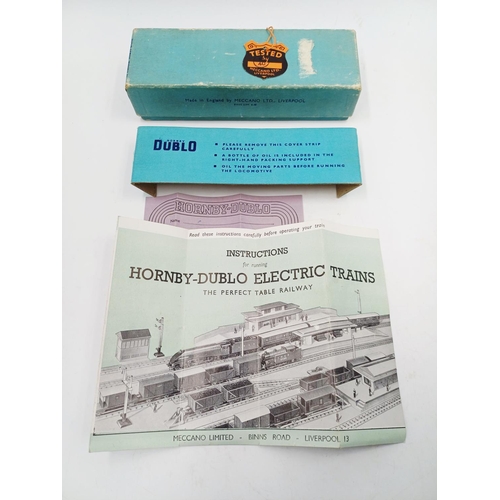 TESTED
by
MECCANO LTD.
LIVERPOOL
Made in England by MECCANO LTD., LIVERPOOL
HORNBY
DUBLO
● PLEASE REMOVE THIS COVER STRIP
CAREFULLY
● A BOTTLE OF OIL IS INCLUDED IN THE
RIGHT-HAND PACKING SUPPORT
● OIL THE MOVING PARTS BEFORE RUNNING
THE LOCOMOTIVE
HORNBY-DUBLO
Read these instructions carefully before operating your
INSTRUCTIONS
for running
HORNBY-DUBLO ELECTRIC TRAINS
THE PERFECT TABLE RAILWAY
MECCANO LIMITED - BINNS ROAD - LIVERPOOL 13